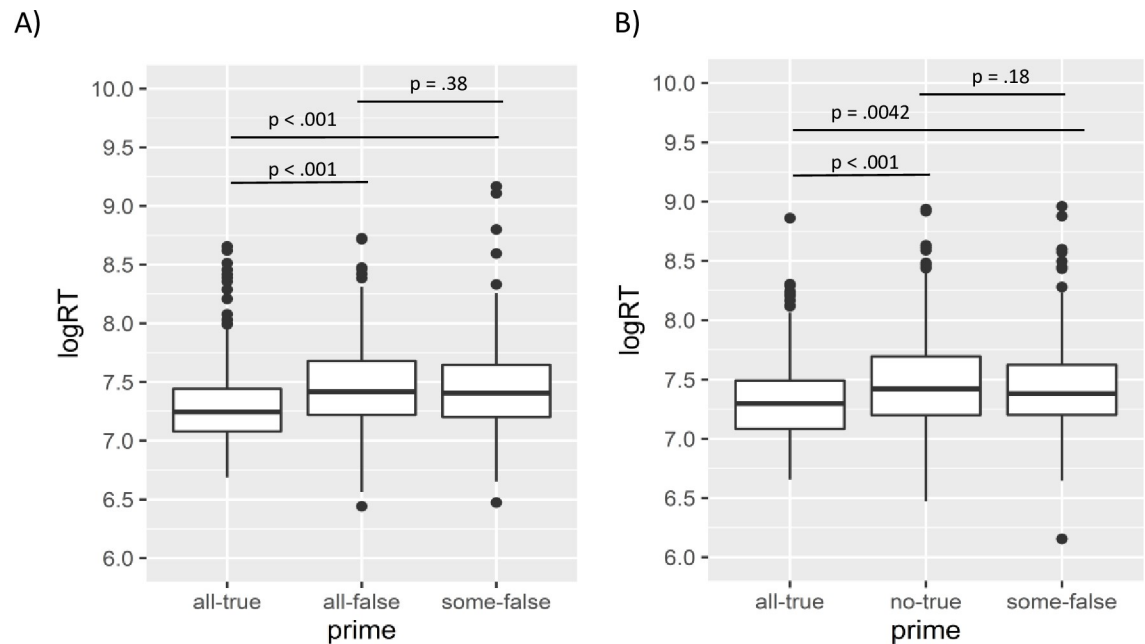 A)
10.0
9.5
9.0
8.5
8.0
7.5
7.0
6.5
6.0
logRT
p = .38
p < .001
p < .001
all-true all-false some-false
prime
B)
10.0
9.5
9.0
8.5
8.0
7.5
7.0
6.5
6.0
logRT
p = .18
p = .0042
p < .001
all-true no-true some-false
prime